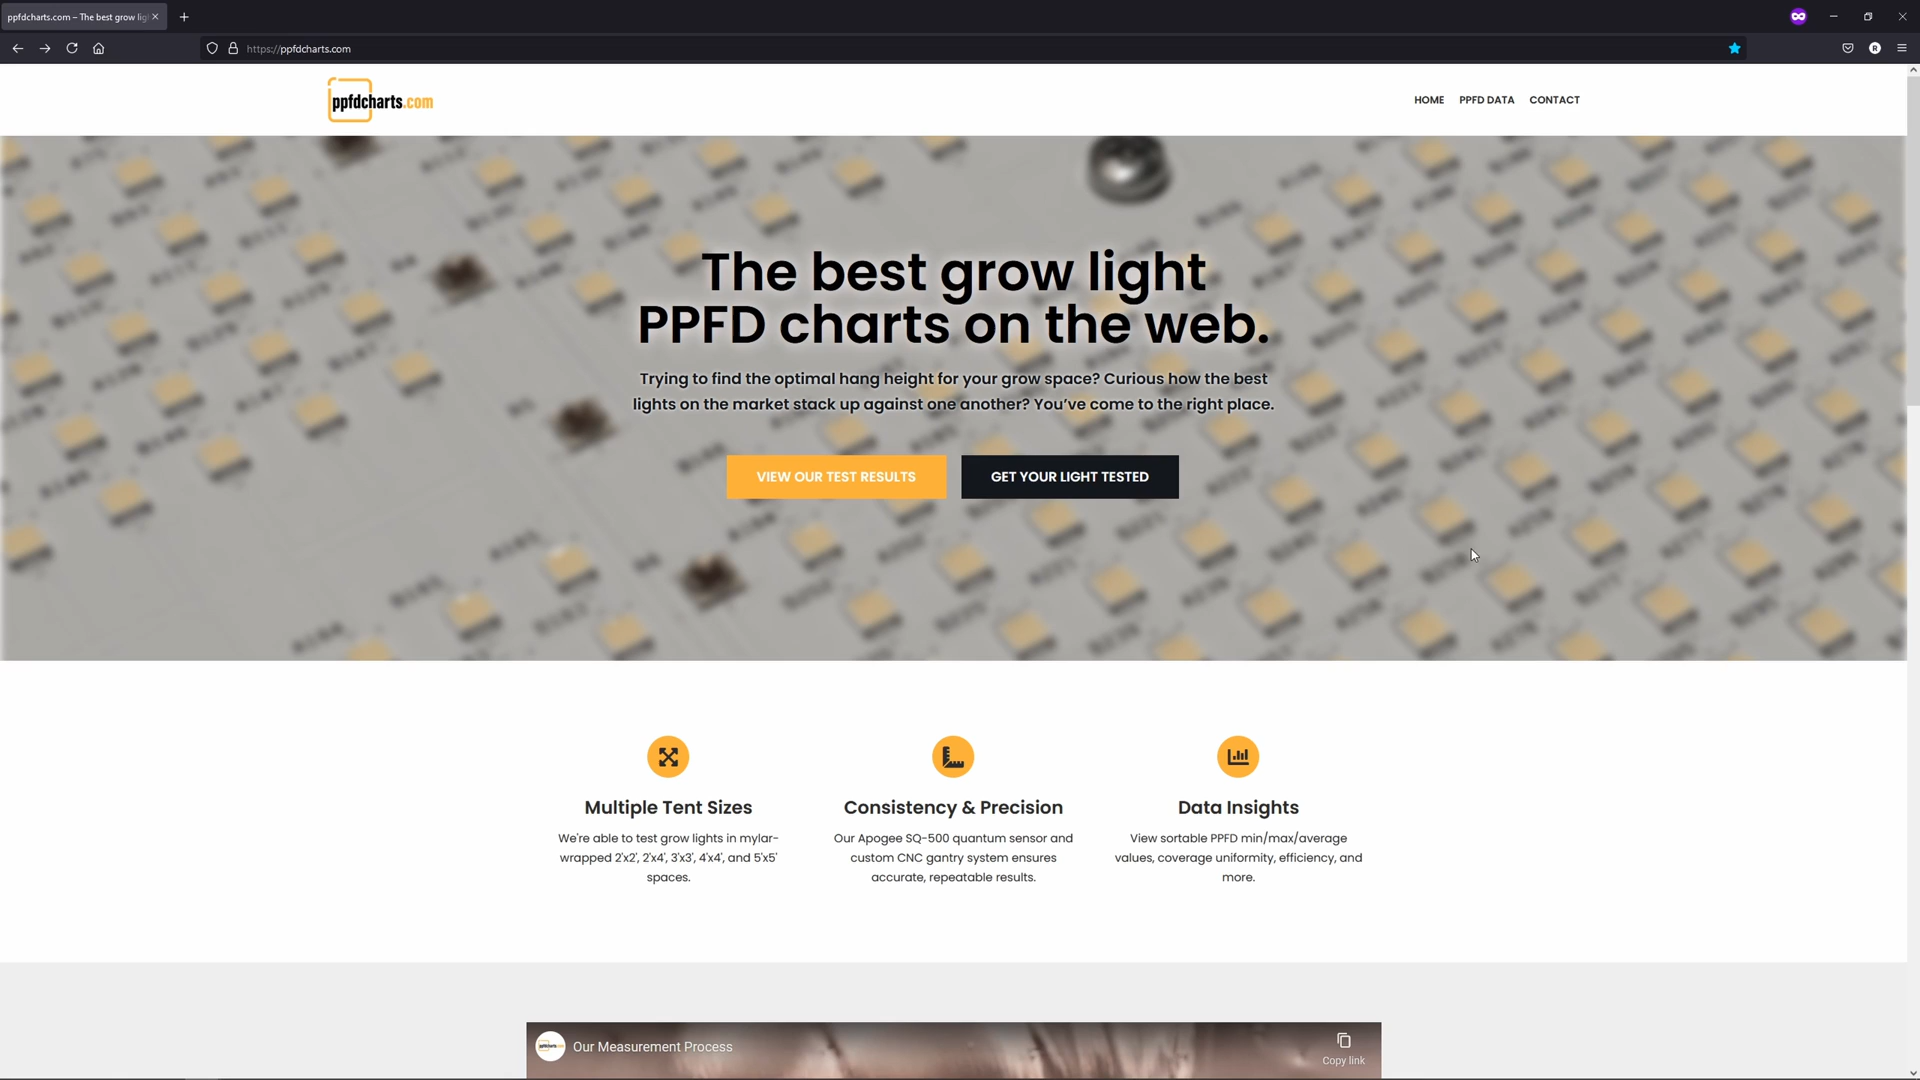 ppfdcharts.com – The best grow lig
https://ppfdcharts.com
ppfdcharts.com
HOME PPFD DATA CONTACT
The best grow light
PPFD charts on the web.
Trying to find the optimal hang height for your grow space? Curious how the best
lights on the market stack up against one another? You’ve come to the right place.
VIEW OUR TEST RESULTS GET YOUR LIGHT TESTED
Multiple Tent Sizes
We're able to test grow lights in mylar-
wrapped 2'x2', 2'x4', 3'x3', 4'x4', and 5'x5'
spaces.
Consistency & Precision
Our Apogee SQ-500 quantum sensor and
custom CNC gantry system ensures
accurate, repeatable results.
Data Insights
View sortable PPFD min/max/average
values, coverage uniformity, efficiency, and
more.
Our Measurement Process
Copy link